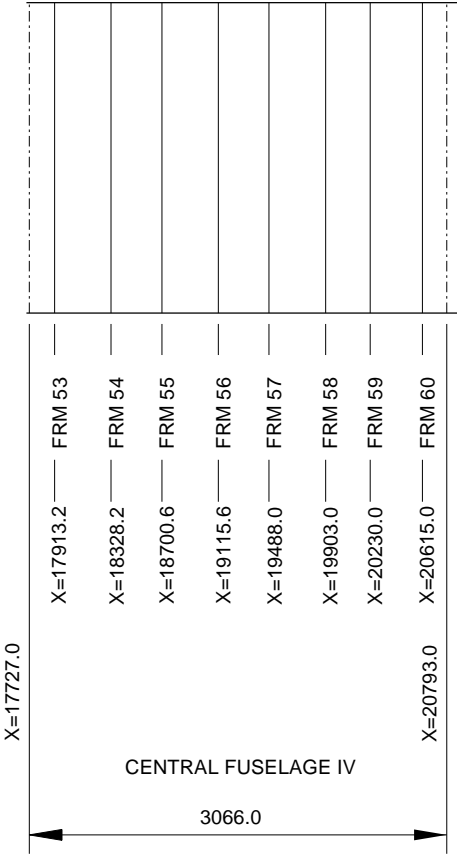 FRM 53
FRM 54
FRM 55
FRM 56
FRM 57
FRM 58
FRM 59
FRM 60
X=17913.2
X=18328.2
X=18700.6
X=19115.6
X=19488.0
X=19903.0
X=20230.0
X=20615.0
X=17727.0
X=20793.0
CENTRAL FUSELAGE IV
3066.0